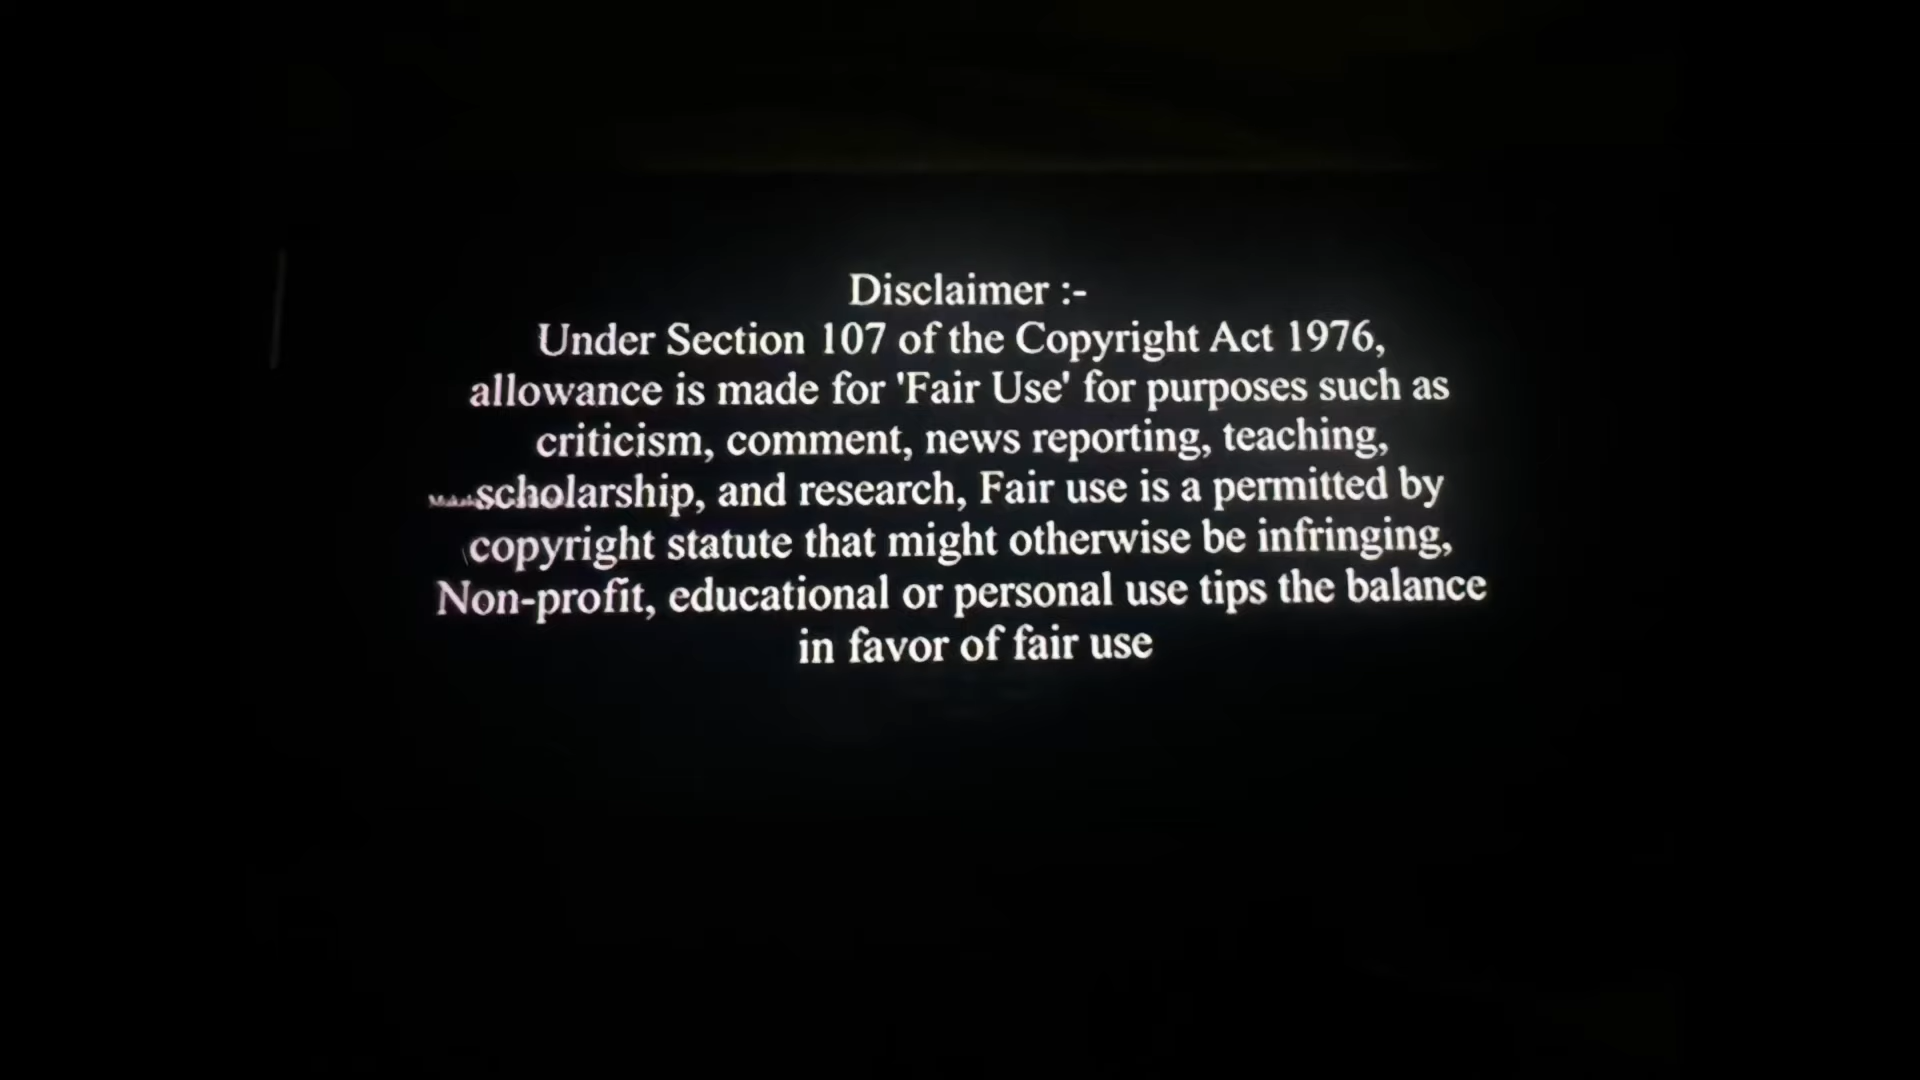 Disclaimer :-
Under Section 107 of the Copyright Act 1976,
allowance is made for 'Fair Use' for purposes such as
criticism, comment, news reporting, teaching,
scholarship, and research, Fair use is a permitted by
copyright statute that might otherwise be infringing,
Non-profit, educational or personal use tips the balance
in favor of fair use